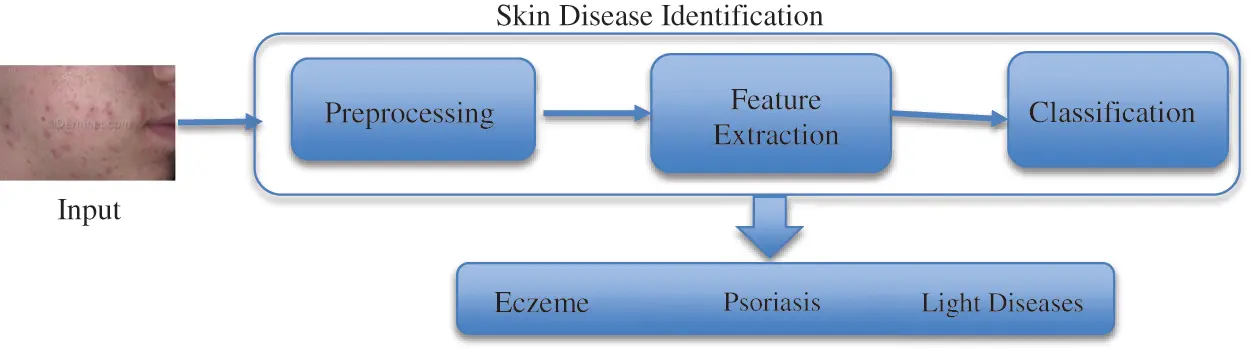 Skin Disease Identification
Preprocessing
Feature
Extraction
Classification
Input
Eczeme Psoriasis Light Diseases